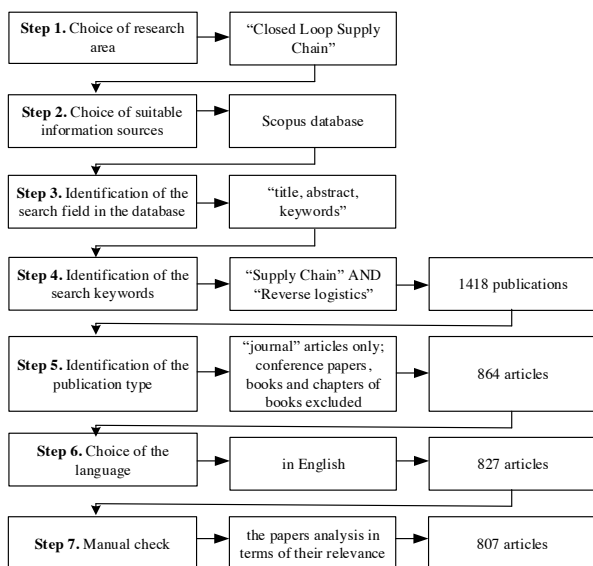 Step 1. Choice of research
area
“Closed Loop Supply
Chain”
Step 2. Choice of suitable
information sources
Scopus database
Step 3. Identification of the
search field in the database
“title, abstract,
keywords”
Step 4. Identification of the
search keywords
“Supply Chain” AND
“Reverse logistics”
1418 publications
Step 5. Identification of the
publication type
“journal” articles only;
conference papers,
books and chapters of
books excluded
864 articles
Step 6. Choice of the
language
in English
827 articles
Step 7. Manual check
the papers analysis in
terms of their relevance
807 articles